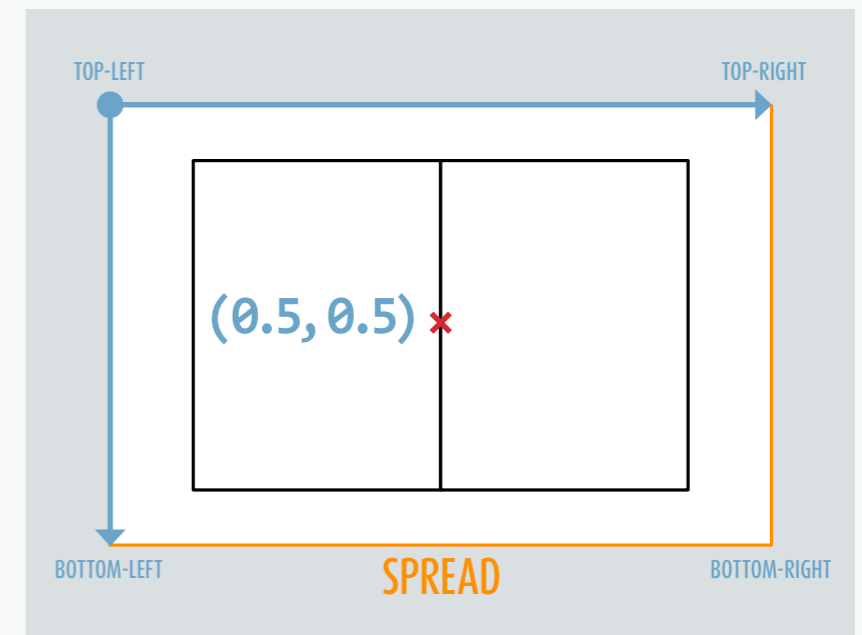 TOP-LEFT
TOP-RIGHT
(0.5, 0.5)
BOTTOM-LEFT
SPREAD
BOTTOM-RIGHT